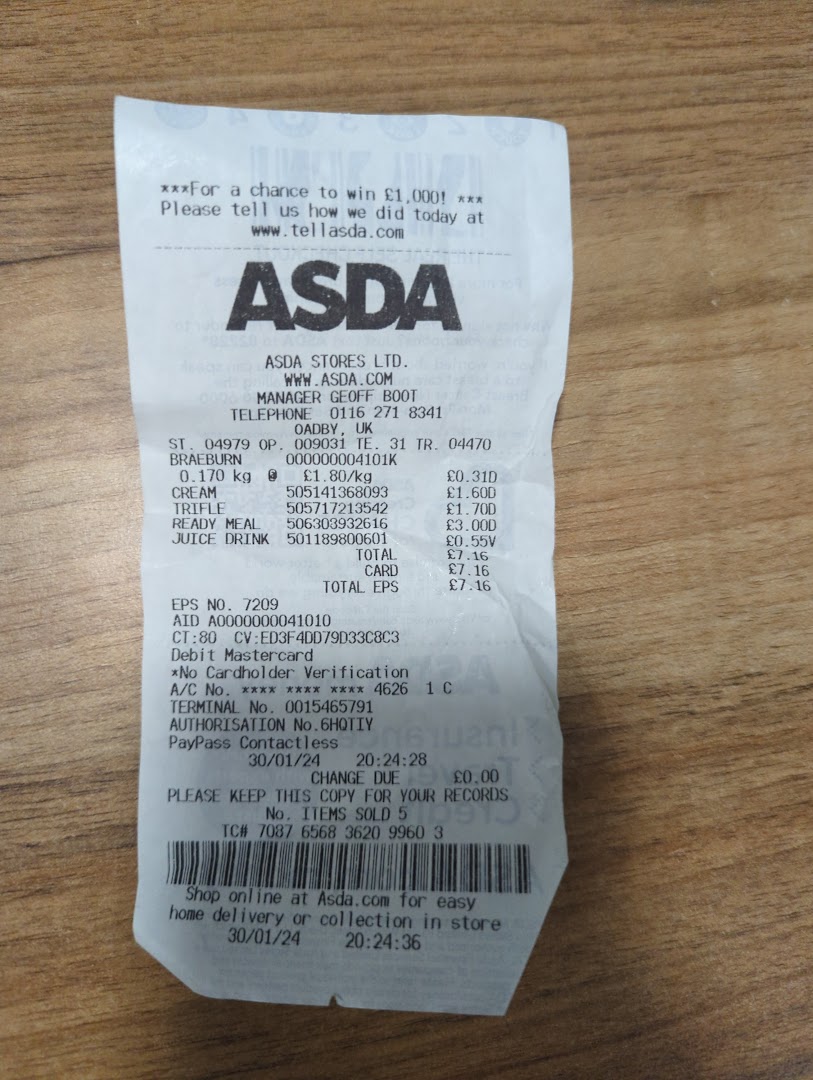 ***For a chance to win £1,000! ***
Please tell us how we did today at
www.tellasda.com
ASDA
ASDA STORES LTD.
WWW.ASDA.COM
MANAGER GEOFF BOOT
TELEPHONE 0116 271 8341
OADBY, UK
ST. 04979 OP. 009031 TE. 31 TR. 04470
BRAEBURN 000000004101K
0.170 kg @ £1.80/kg £0.31D
CREAM 505141368093 £1.60D
TRIFLE 505717213542 £1.70D
READY MEAL 506303932616 £3.00D
JUICE DRINK 501189800601 £0.55V
TOTAL £7.16
CARD £7.16
TOTAL EPS £7.16
EPS NO. 7209
AID A0000000041010
CT:80 CV:ED3F4DD79D33C8C3
Debit Mastercard
*No Cardholder Verification
A/C No. **** **** **** 4626 1 C
TERMINAL No. 0015465791
AUTHORISATION No.6HQTIY
PayPass Contactless
30/01/24 20:24:28
CHANGE DUE £0.00
PLEASE KEEP THIS COPY FOR YOUR RECORDS
No. ITEMS SOLD 5
TC# 7087 6568 3620 9960 3
Shop online at Asda.com for easy
home delivery or collection in store
30/01/24 20:24:36